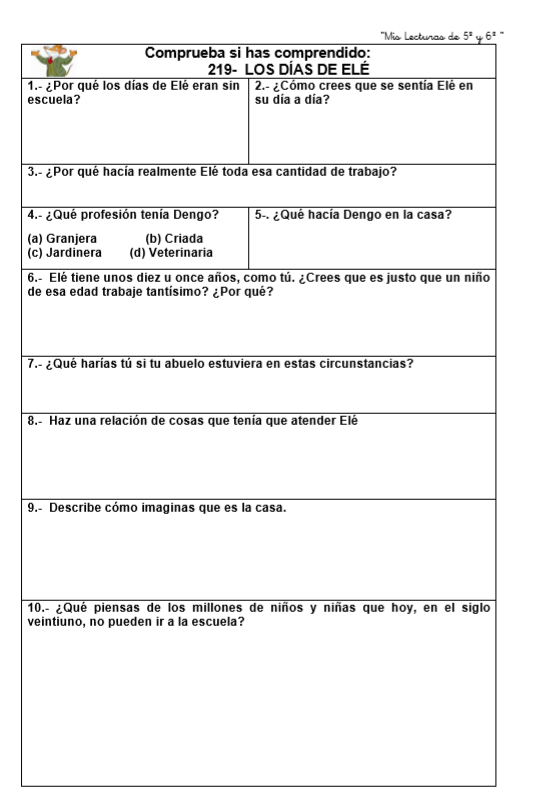 "Mis Lecturas de 5º y 6º "
Comprueba si has comprendido:
219- LOS DÍAS DE ELÉ
1.- ¿Por qué los días de Elé eran sin
escuela?
2.- ¿Cómo crees que se sentía Elé en
su día a día?
3.- ¿Por qué hacía realmente Elé toda esa cantidad de trabajo?
4.- ¿Qué profesión tenía Dengo?
(a) Granjera (b) Criada
(c) Jardinera (d) Veterinaria
5-. ¿Qué hacía Dengo en la casa?
6.- Elé tiene unos diez u once años, como tú. ¿Crees que es justo que un niño
de esa edad trabaje tantísimo? ¿Por qué?
7.- ¿Qué harías tú si tu abuelo estuviera en estas circunstancias?
8.- Haz una relación de cosas que tenía que atender Elé
9.- Describe cómo imaginas que es la casa.
10.- ¿Qué piensas de los millones de niños y niñas que hoy, en el siglo
veintiuno, no pueden ir a la escuela?